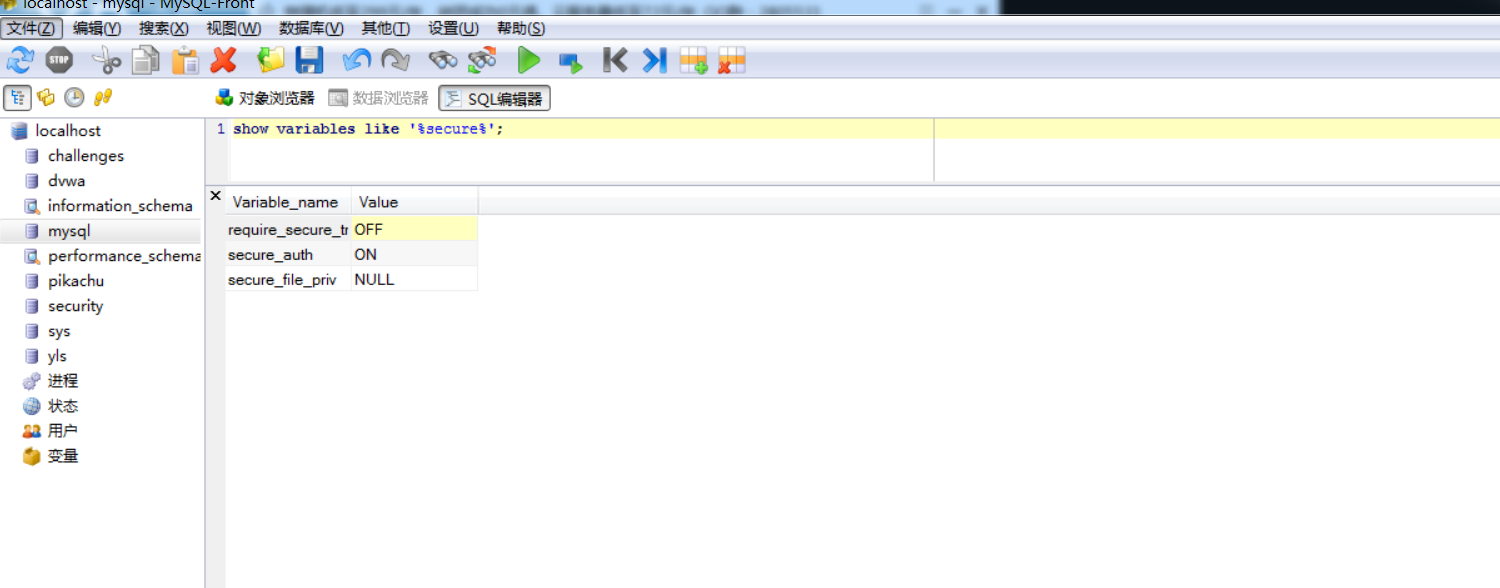 localhost - mysql - MySQL-Front
文件(Z) 编辑(Y) 搜索(X) 视图(W) 数据库(V) 其他(T) 设置(U) 帮助(S)
STOP
对象浏览器 数据浏览器 SQL编辑器
localhost
challenges
dvwa
information_schema
mysql
performance_schema
pikachu
security
sys
yls
进程
状态
用户
变量
1 show variables like '%secure%';
Variable_name Value
require_secure_tr OFF
secure_auth ON
secure_file_priv NULL